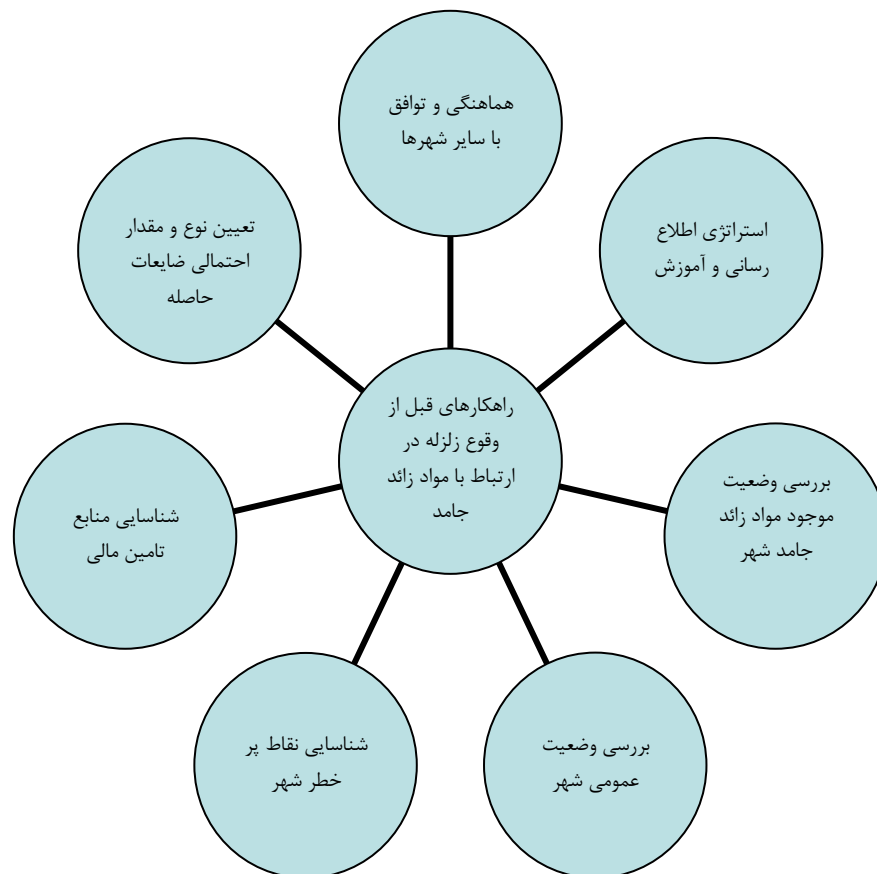 هماهنگی و توافق
با سایر شهرها
استراتژی اطلاع
رسانی و آموزش
تعیین نوع و مقدار
احتمالی ضایعات
حاصله
راهکارهای قبل از
وقوع زلزله در
ارتباط با مواد زائد
جامد
بررسی وضعیت
موجود مواد زائد
جامد شهر
شناسایی منابع
تامین مالی
بررسی وضعیت
عمومی شهر
شناسایی نقاط پر
خطر شهر